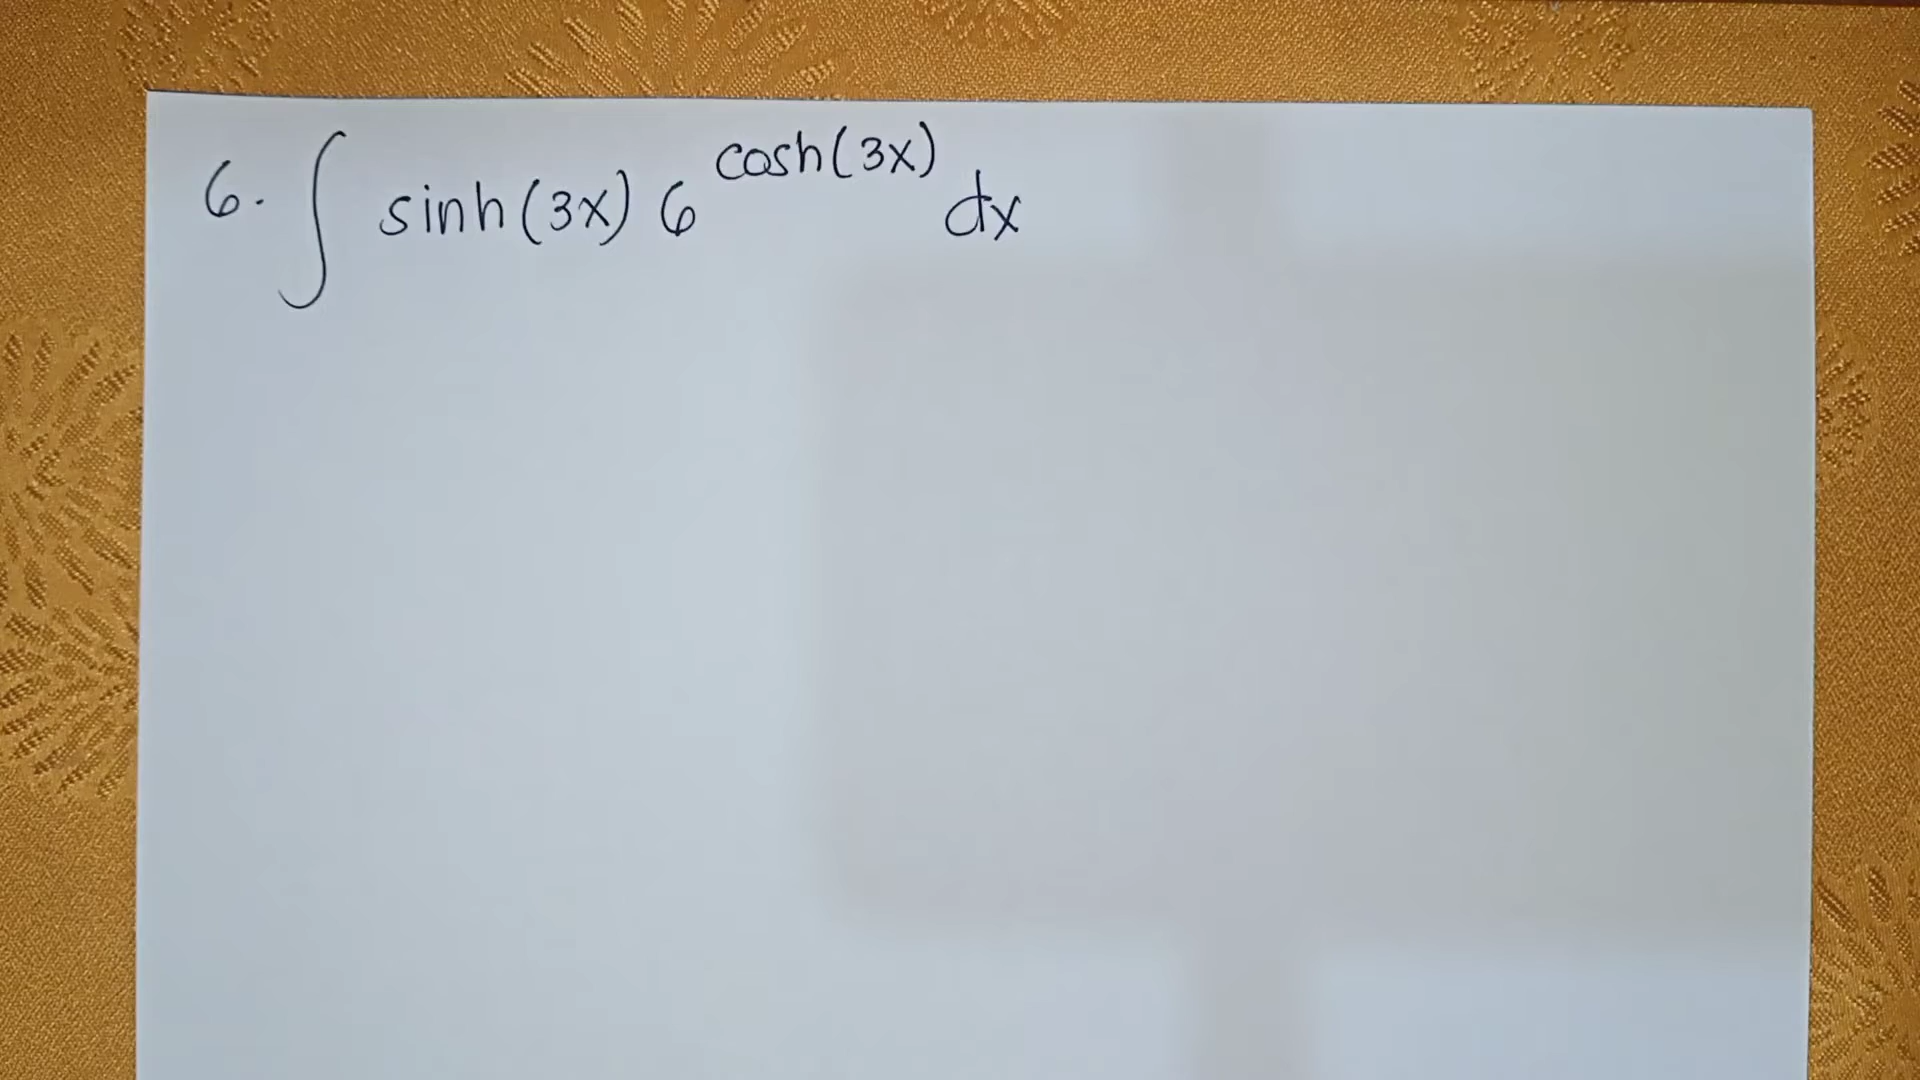 6. ∫ sinh(3x) 6^cosh(3x) dx